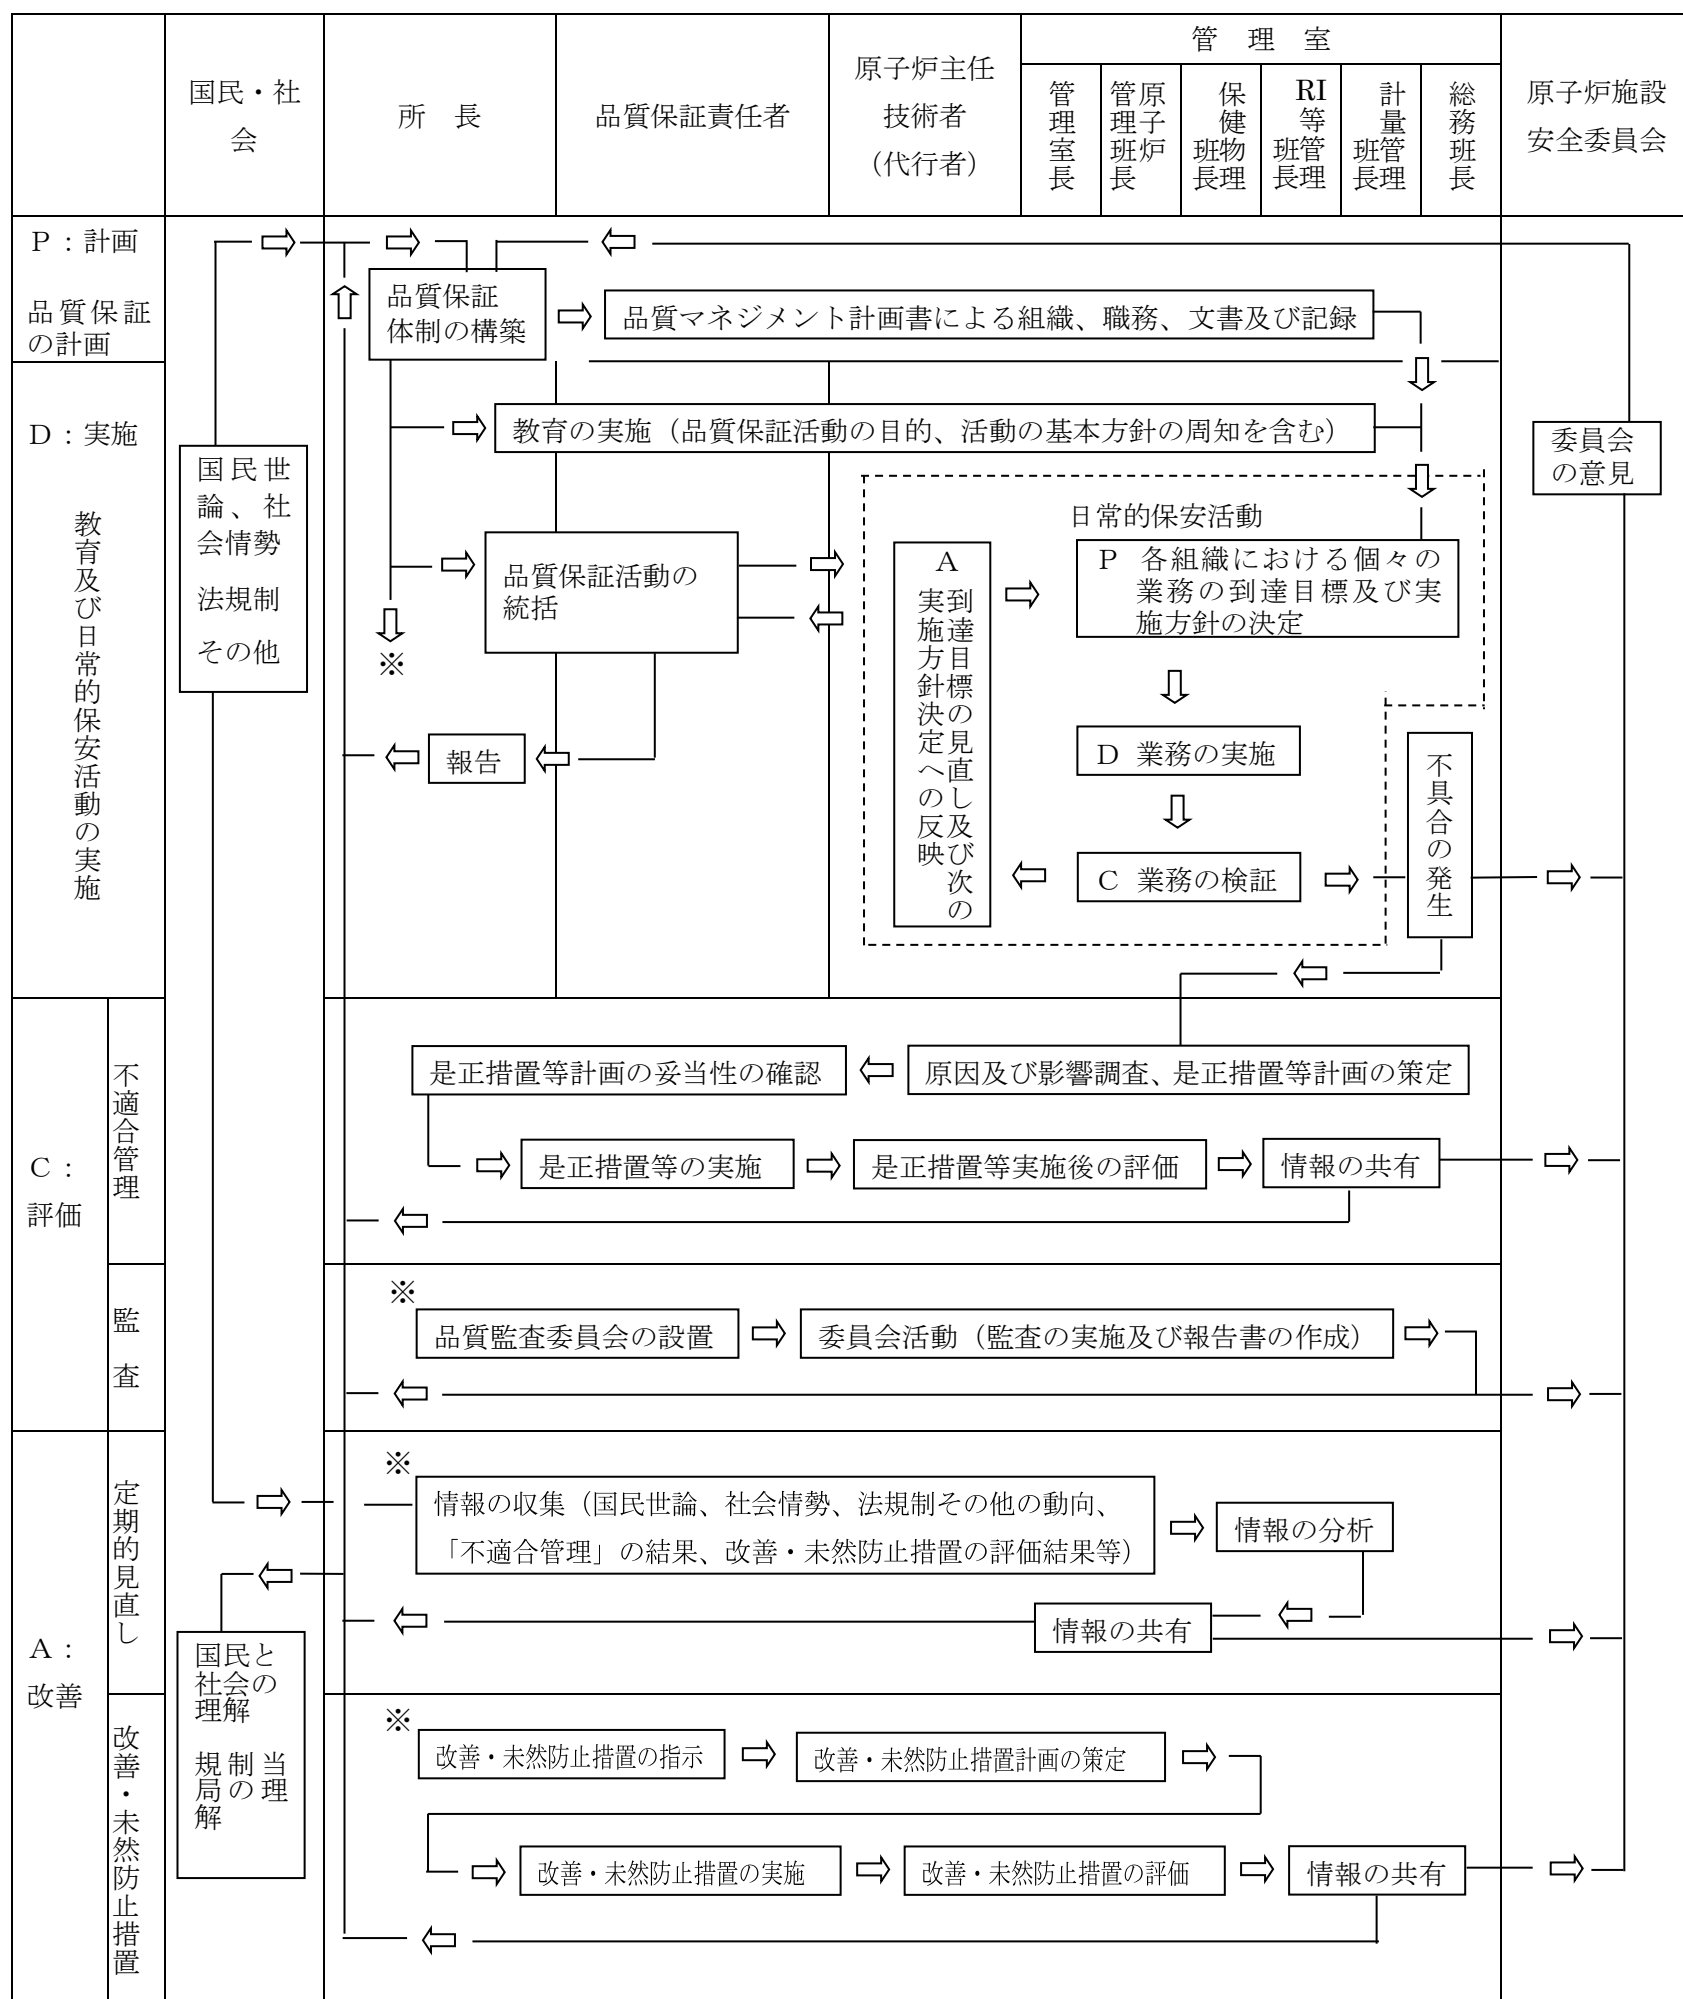 国民・社
会
所　長
品質保証責任者
原子炉主任
技術者
（代行者）
管　理　室
管理室長
原子炉
管理班長
保健物理
班長
RI等管理
班長
計量管理
班長
総務班長
原子炉施設
安全委員会
P：計画
品質保証
の計画
品質保証
体制の構築
品質マネジメント計画書による組織、職務、文書及び記録
D：実施
教育及び日常的保安活動の実施
教育の実施（品質保証活動の目的、活動の基本方針の周知を含む）
委員会
の意見
国民世
論、社
会情勢
法規制
その他
日常的保安活動
品質保証活動の
統括
※
報告
A
到達目標の見直し及び次の
実施方針決定への反映
P 各組織における個々の
業務の到達目標及び実
施方針の決定
D 業務の実施
C 業務の検証
不具合の発生
C：
評価
不適合管理
是正措置等計画の妥当性の確認
原因及び影響調査、是正措置等計画の策定
是正措置等の実施
是正措置等実施後の評価
情報の共有
監　査
※
品質監査委員会の設置
委員会活動（監査の実施及び報告書の作成）
A：
改善
定期的見直し
※
情報の収集（国民世論、社会情勢、法規制その他の動向、
「不適合管理」の結果、改善・未然防止措置の評価結果等）
情報の分析
情報の共有
国民と
社会の
理解
規制当
局の理
解
改善・未然防止措置
※
改善・未然防止措置の指示
改善・未然防止措置計画の策定
改善・未然防止措置の実施
改善・未然防止措置の評価
情報の共有